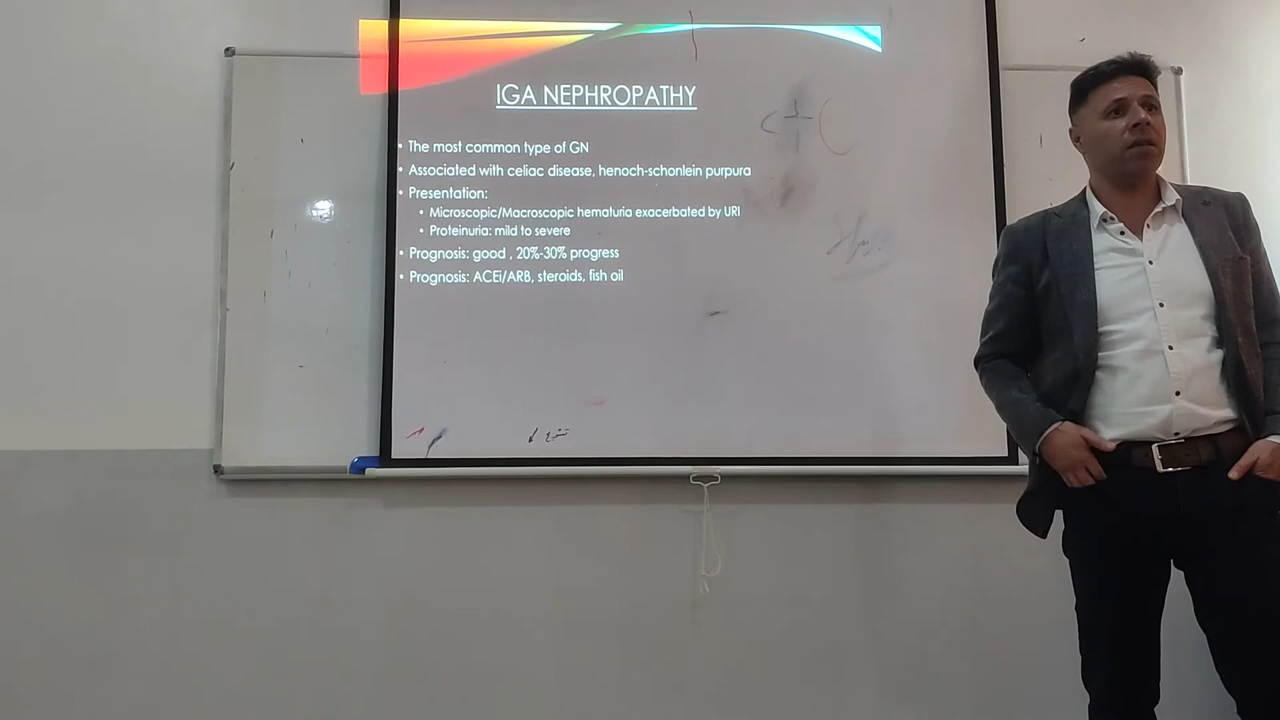 IGA NEPHROPATHY
• The most common type of GN
• Associated with celiac disease, henoch-schonlein purpura
• Presentation:
• Microscopic/Macroscopic hematuria exacerbated by URI
• Proteinuria: mild to severe
• Prognosis: good , 20%-30% progress
• Prognosis: ACEi/ARB, steroids, fish oil